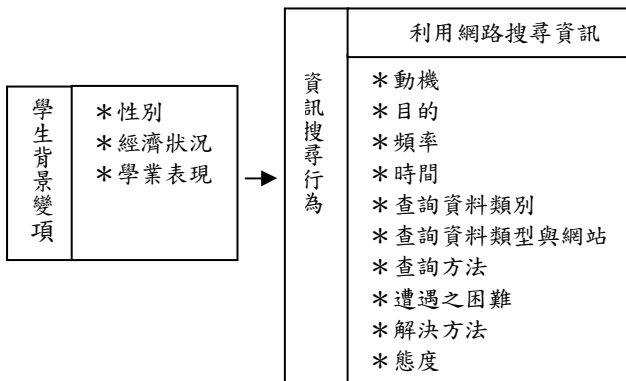 學生背景變項
＊性別
＊經濟狀況
＊學業表現
資訊搜尋行為
利用網路搜尋資訊
＊動機
＊目的
＊頻率
＊時間
＊查詢資料類別
＊查詢資料類型與網站
＊查詢方法
＊遭遇之困難
＊解決方法
＊態度